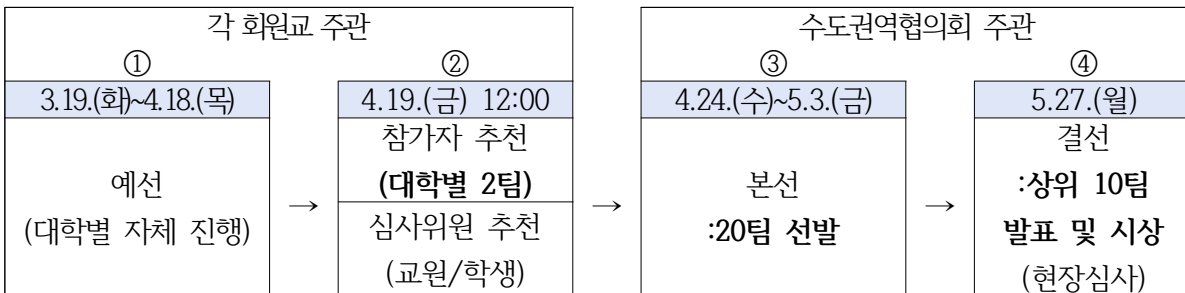 각 회원교 주관
수도권역협의회 주관
①
②
③
④
3.19.(화)~4.18.(목)
4.19.(금) 12:00
4.24.(수)~5.3.(금)
5.27.(월)
예선
(대학별 자체 진행)
→
참가자 추천
(대학별 2팀)
심사위원 추천
(교원/학생)
→
본선
:20팀 선발
→
결선
:상위 10팀
발표 및 시상
(현장심사)